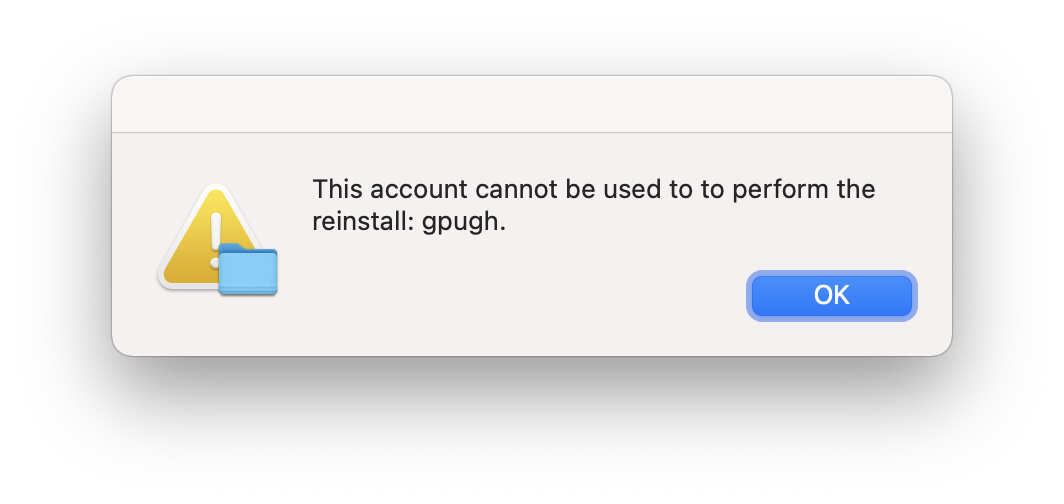 This account cannot be used to to perform the
reinstall: gpugh.
OK